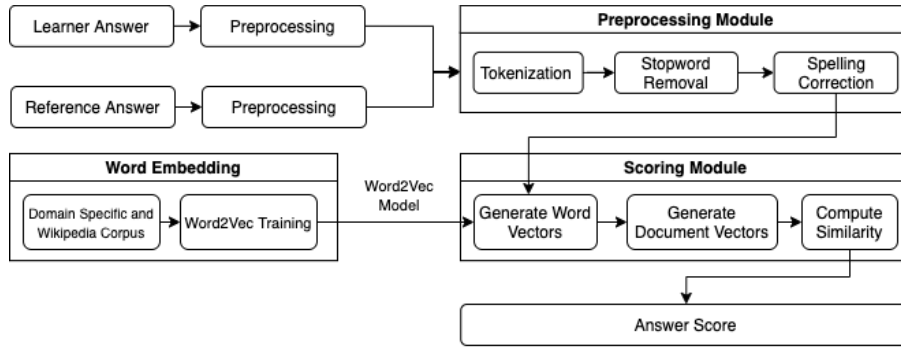 Learner Answer
Preprocessing
Reference Answer
Preprocessing
Preprocessing Module
Tokenization
Stopword
Removal
Spelling
Correction
Word Embedding
Domain Specific and
Wikipedia Corpus
Word2Vec Training
Word2Vec
Model
Scoring Module
Generate Word
Vectors
Generate
Document Vectors
Compute
Similarity
Answer Score